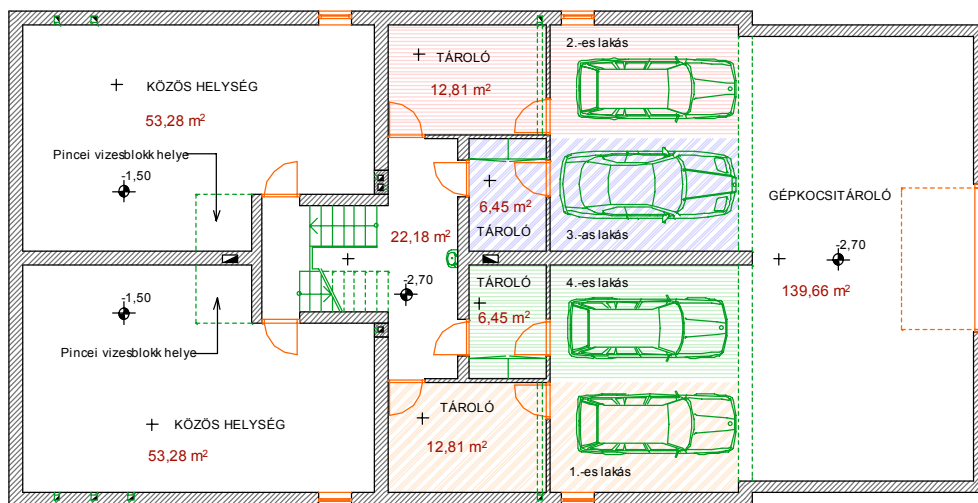 2.-es lakás
TÁROLÓ
12,81 m²
KÖZÖS HELYSÉG
53,28 m²
Pincei vizesblokk helye
-1,50
6,45 m²
TÁROLÓ
3.-as lakás
GÉPKOCSITÁROLÓ
22,18 m²
-2,70
139,66 m²
-2,70
TÁROLÓ
6,45 m²
4.-es lakás
-1,50
Pincei vizesblokk helye
KÖZÖS HELYSÉG
53,28 m²
TÁROLÓ
12,81 m²
1.-es lakás